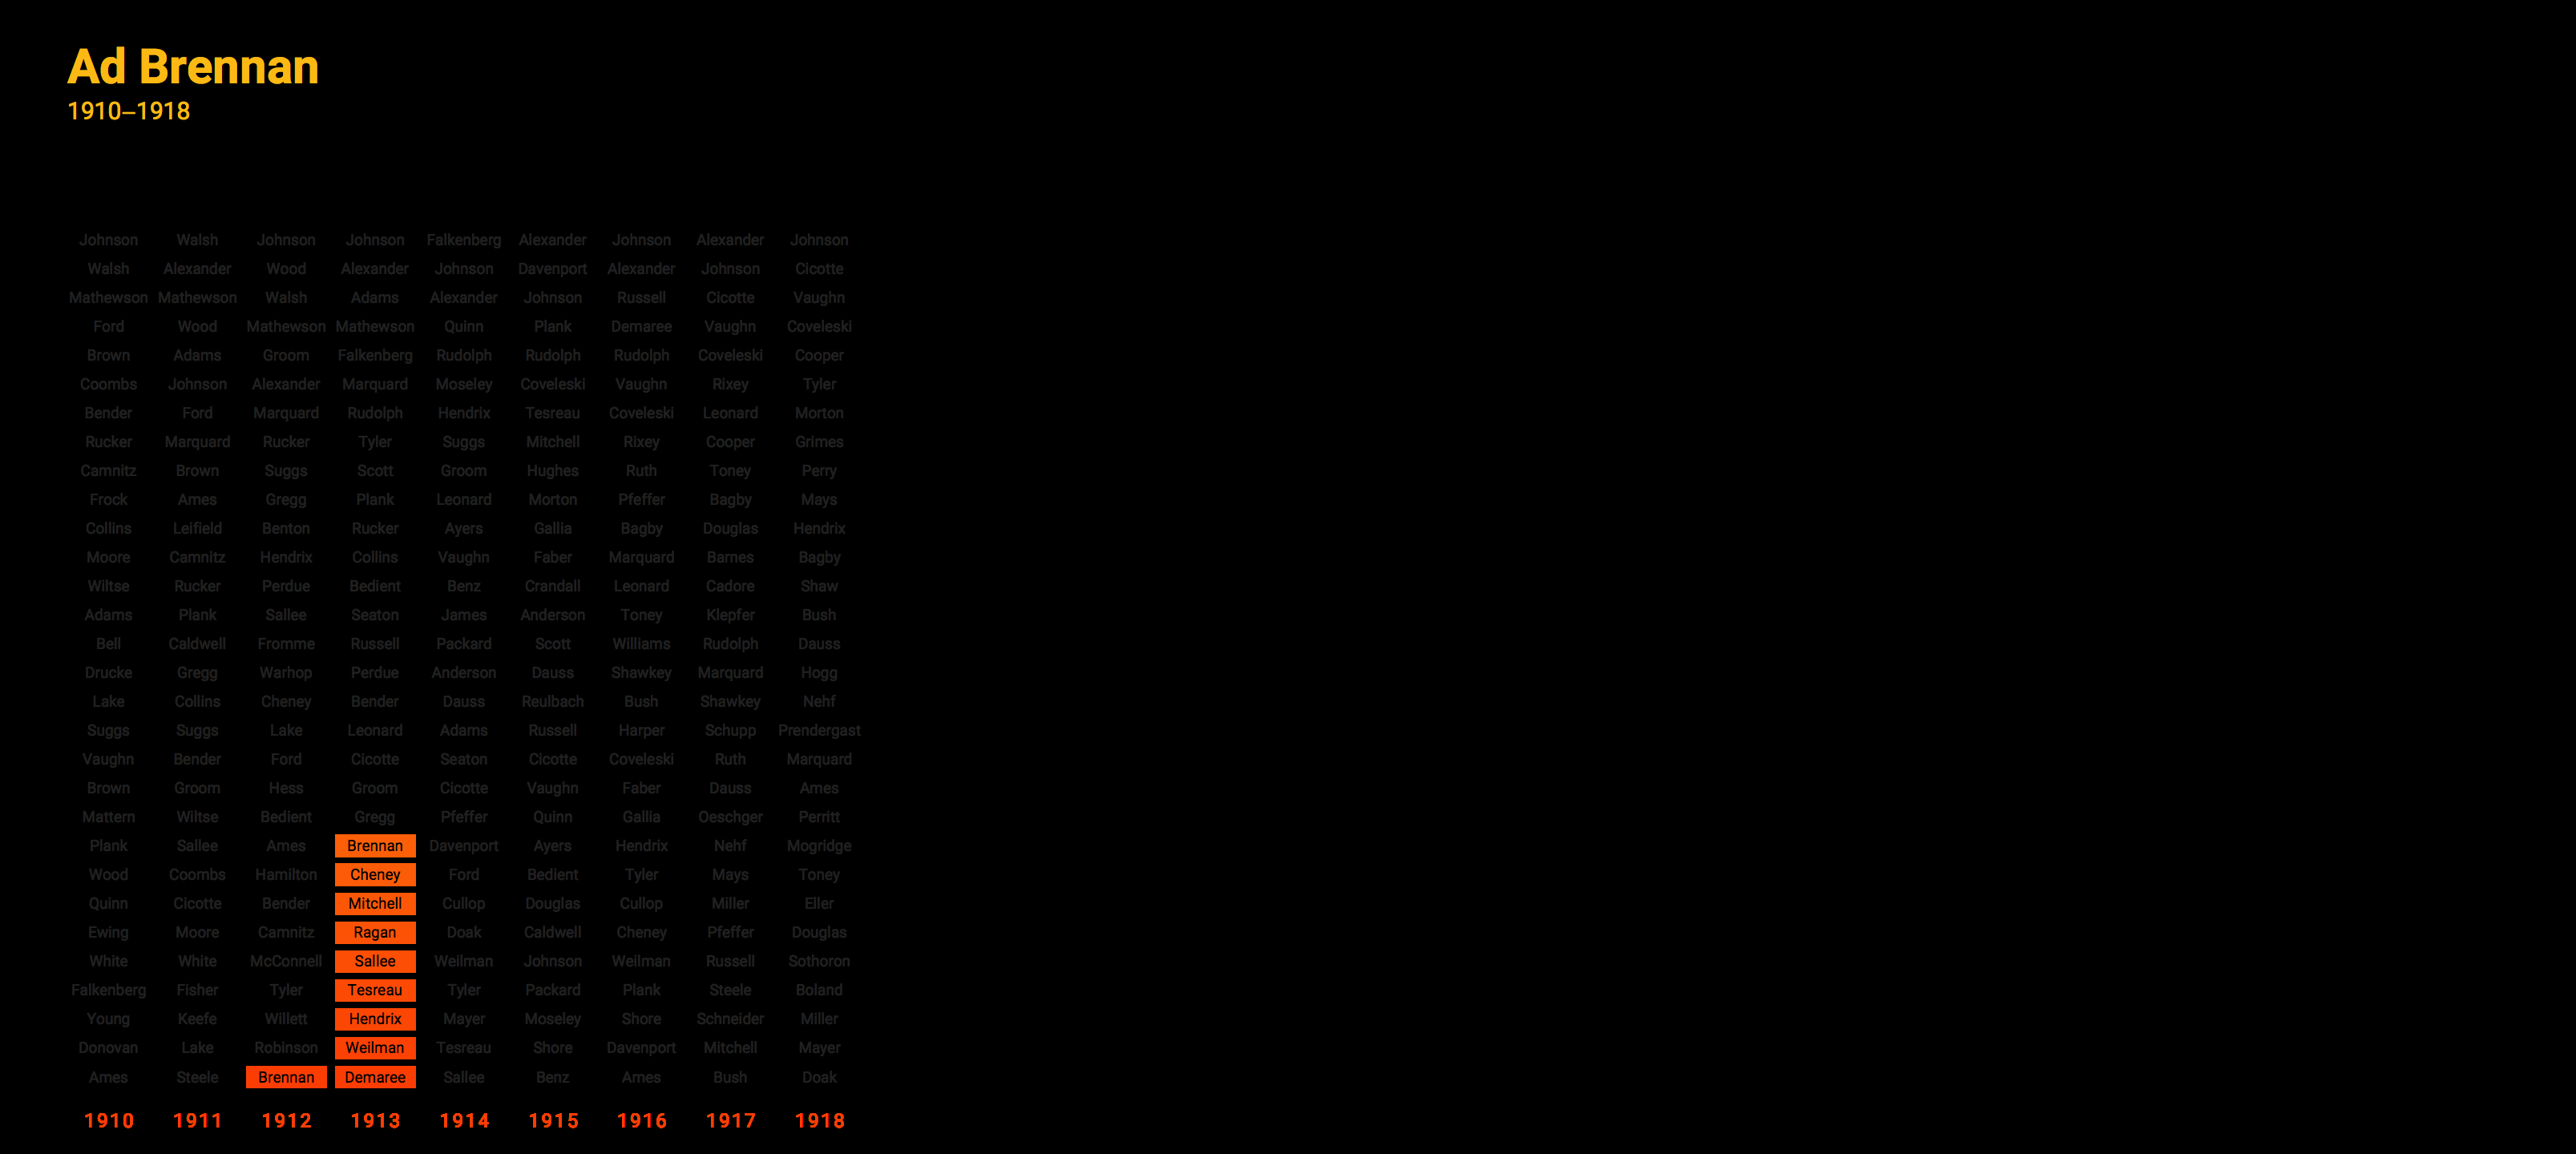 Ad Brennan
1910–1918
Johnson Walsh Johnson Johnson Falkenberg Alexander Johnson Alexander Johnson
Walsh Alexander Wood Alexander Johnson Davenport Alexander Johnson Cicotte
Mathewson Mathewson Walsh Adams Alexander Johnson Russell Cicotte Vaughn
Ford Wood Mathewson Mathewson Quinn Plank Demaree Vaughn Coveleski
Brown Adams Groom Falkenberg Rudolph Rudolph Rudolph Coveleski Cooper
Coombs Johnson Alexander Marquard Moseley Coveleski Vaughn Rixey Tyler
Bender Ford Marquard Rudolph Hendrix Tesreau Coveleski Leonard Morton
Rucker Marquard Rucker Tyler Suggs Mitchell Rixey Cooper Grimes
Camnitz Brown Suggs Scott Groom Hughes Ruth Toney Perry
Frock Ames Gregg Plank Leonard Morton Pfeffer Bagby Mays
Collins Leifield Benton Rucker Ayers Gallia Bagby Douglas Hendrix
Moore Camnitz Hendrix Collins Vaughn Faber Marquard Barnes Bagby
Wiltse Rucker Perdue Bedient Benz Crandall Leonard Cadore Shaw
Adams Plank Sallee Seaton James Anderson Toney Klepfer Bush
Bell Caldwell Fromme Russell Packard Scott Williams Rudolph Dauss
Drucke Gregg Warhop Perdue Anderson Dauss Shawkey Marquard Hogg
Lake Collins Cheney Bender Dauss Reulbach Bush Shawkey Nehf
Suggs Suggs Lake Leonard Adams Russell Harper Schupp Prendergast
Vaughn Bender Ford Cicotte Seaton Cicotte Coveleski Ruth Marquard
Brown Groom Hess Groom Cicotte Vaughn Faber Dauss Ames
Mattern Wiltse Bedient Gregg Pfeffer Quinn Gallia Oeschger Perritt
Plank Sallee Ames Brennan Davenport Ayers Hendrix Nehf Mogridge
Wood Coombs Hamilton Cheney Ford Bedient Tyler Mays Toney
Quinn Cicotte Bender Mitchell Cullop Douglas Cullop Miller Eller
Ewing Moore Camnitz Ragan Doak Caldwell Cheney Pfeffer Douglas
White White McConnell Sallee Weilman Johnson Weilman Russell Sothoron
Falkenberg Fisher Tyler Tesreau Tyler Packard Plank Steele Boland
Young Keefe Willett Hendrix Mayer Moseley Shore Schneider Miller
Donovan Lake Robinson Weilman Tesreau Shore Davenport Mitchell Mayer
Ames Steele Brennan Demaree Sallee Benz Ames Bush Doak
1910 1911 1912 1913 1914 1915 1916 1917 1918